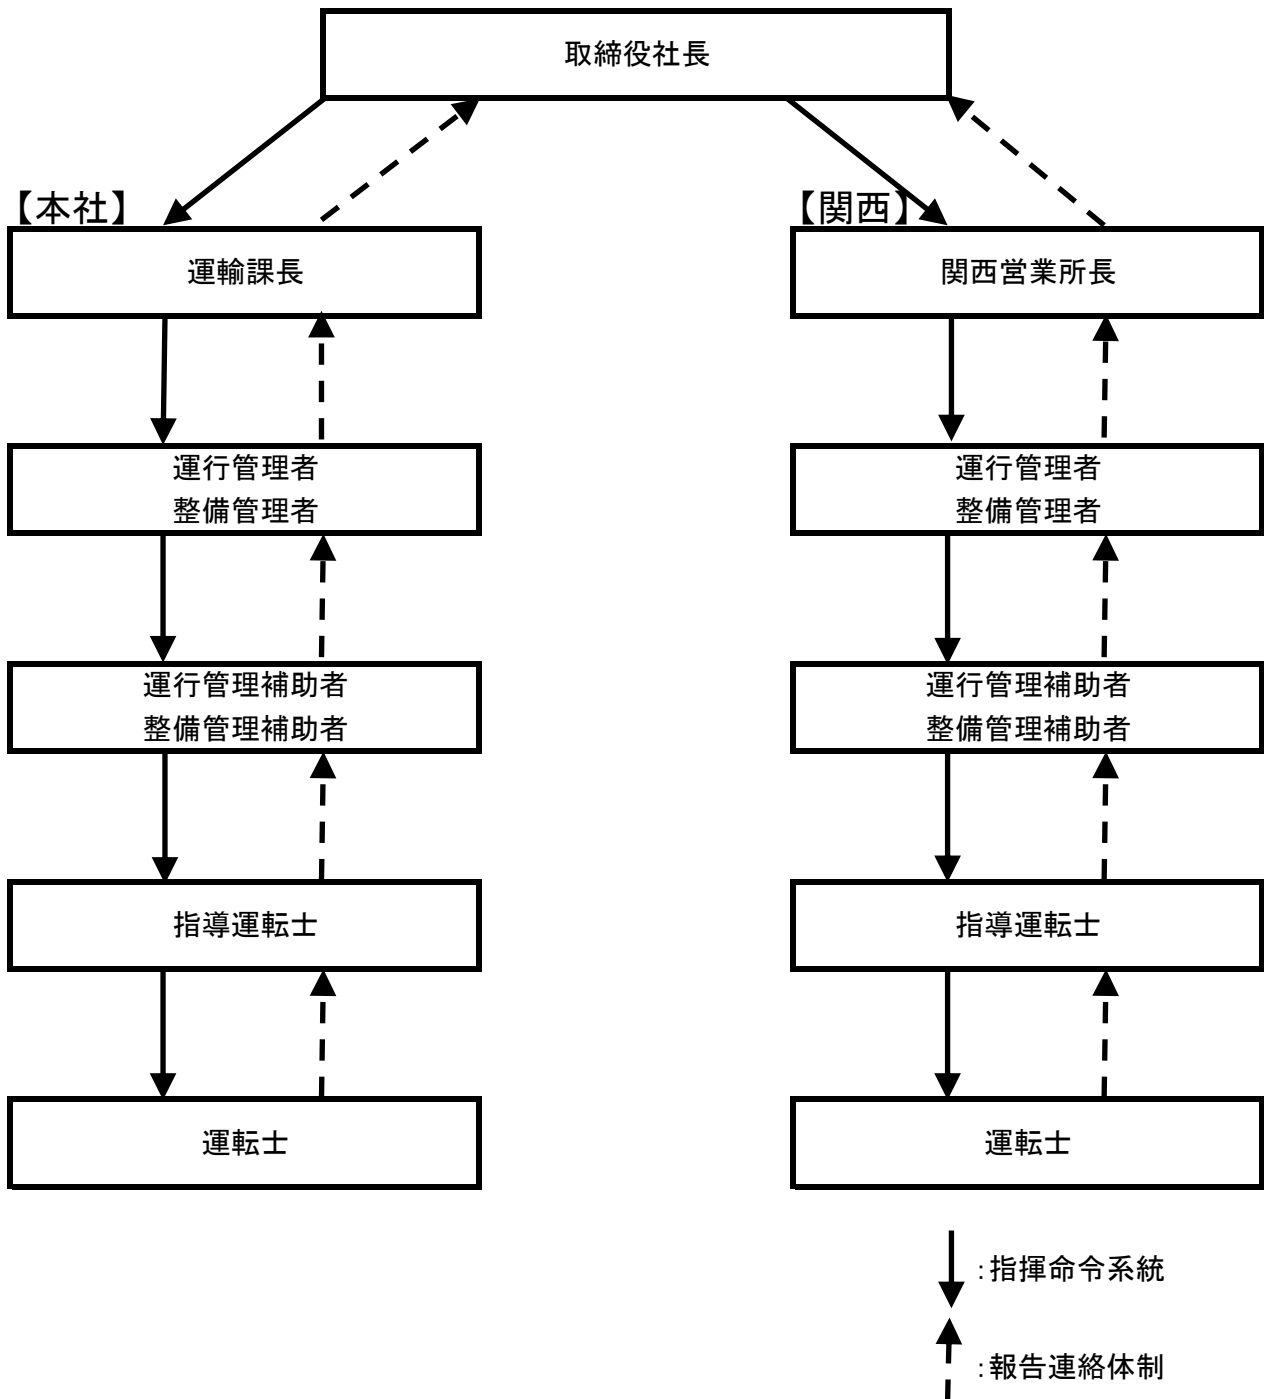 取締役社長
【本社】
運輸課長
運行管理者
整備管理者
運行管理補助者
整備管理補助者
指導運転士
運転士
【関西】
関西営業所長
運行管理者
整備管理者
運行管理補助者
整備管理補助者
指導運転士
運転士
:指揮命令系統
:報告連絡体制